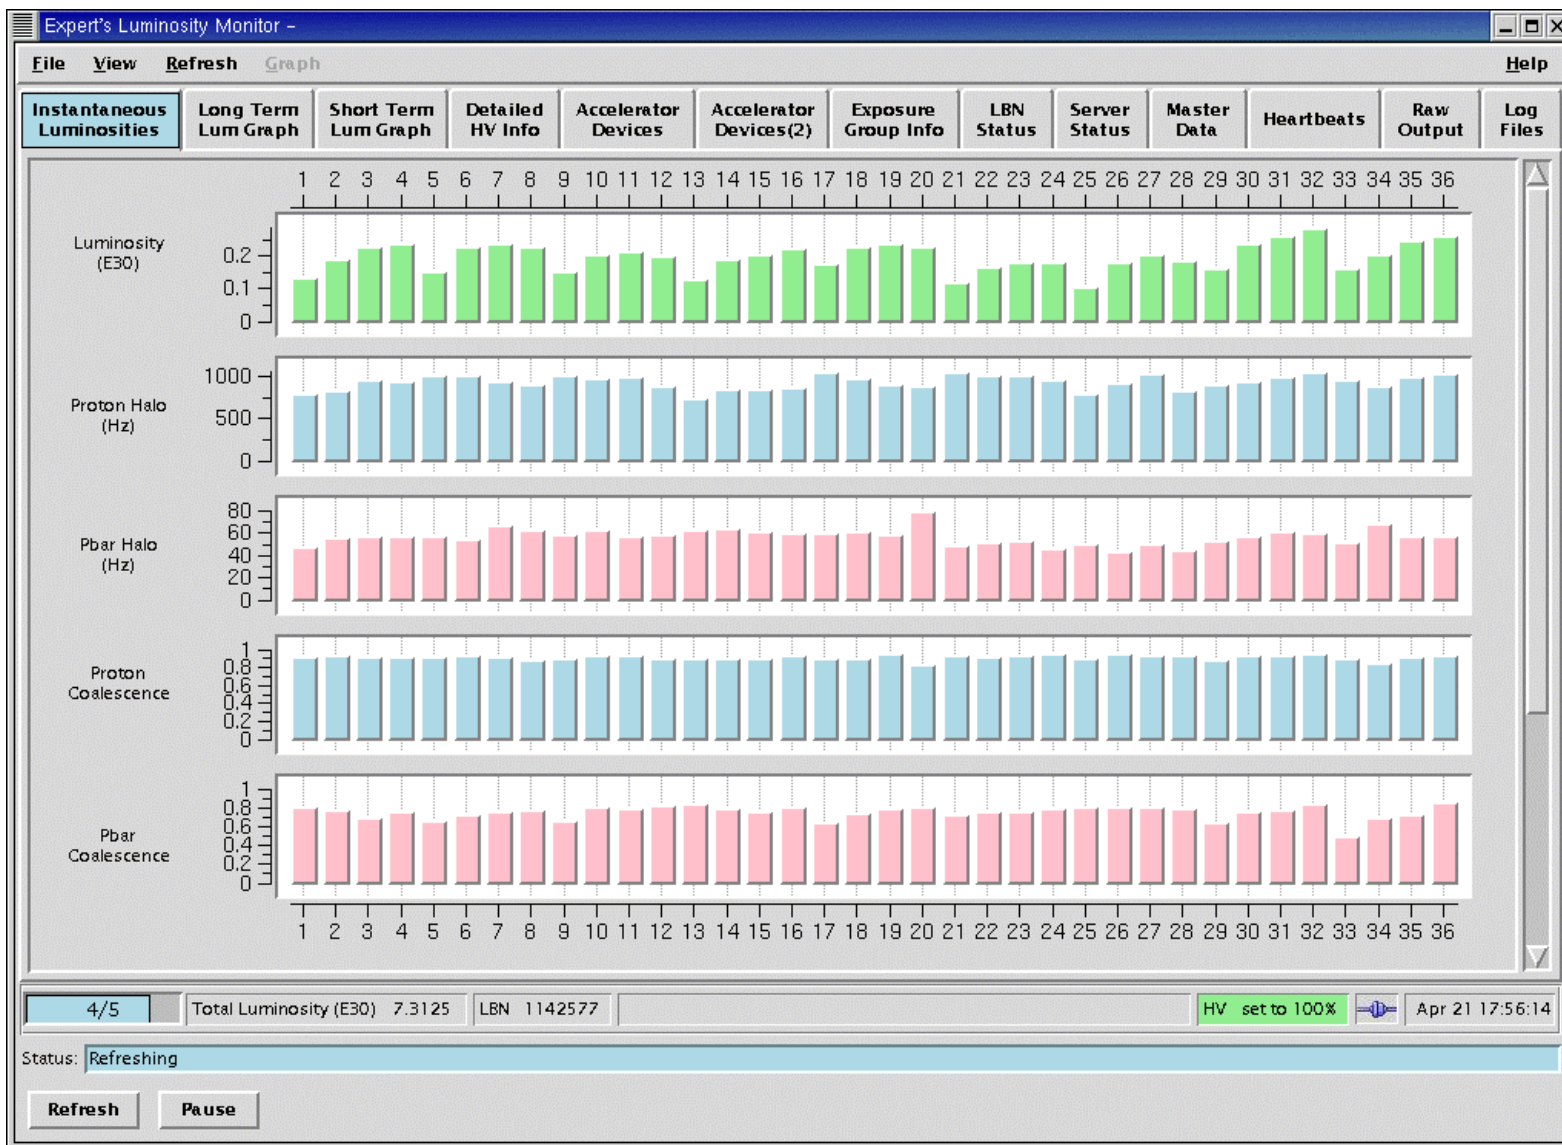 Expert's Luminosity Monitor –
File View Refresh Graph Help
Instantaneous Luminosities
Long Term Lum Graph
Short Term Lum Graph
Detailed HV Info
Accelerator Devices
Accelerator Devices(2)
Exposure Group Info
LBN Status
Server Status
Master Data
Heartbeats
Raw Output
Log Files
1 2 3 4 5 6 7 8 9 10 11 12 13 14 15 16 17 18 19 20 21 22 23 24 25 26 27 28 29 30 31 32 33 34 35 36
Luminosity
(E30)
0.2
0.1
0
Proton Halo
(Hz)
1000
500
0
Pbar Halo
(Hz)
80
60
40
20
0
Proton
Coalescence
1
0.8
0.6
0.4
0.2
0
Pbar
Coalescence
1
0.8
0.6
0.4
0.2
0
1 2 3 4 5 6 7 8 9 10 11 12 13 14 15 16 17 18 19 20 21 22 23 24 25 26 27 28 29 30 31 32 33 34 35 36
4/5 Total Luminosity (E30) 7.3125 LBN 1142577 HV set to 100% Apr 21 17:56:14
Status: Refreshing
Refresh Pause